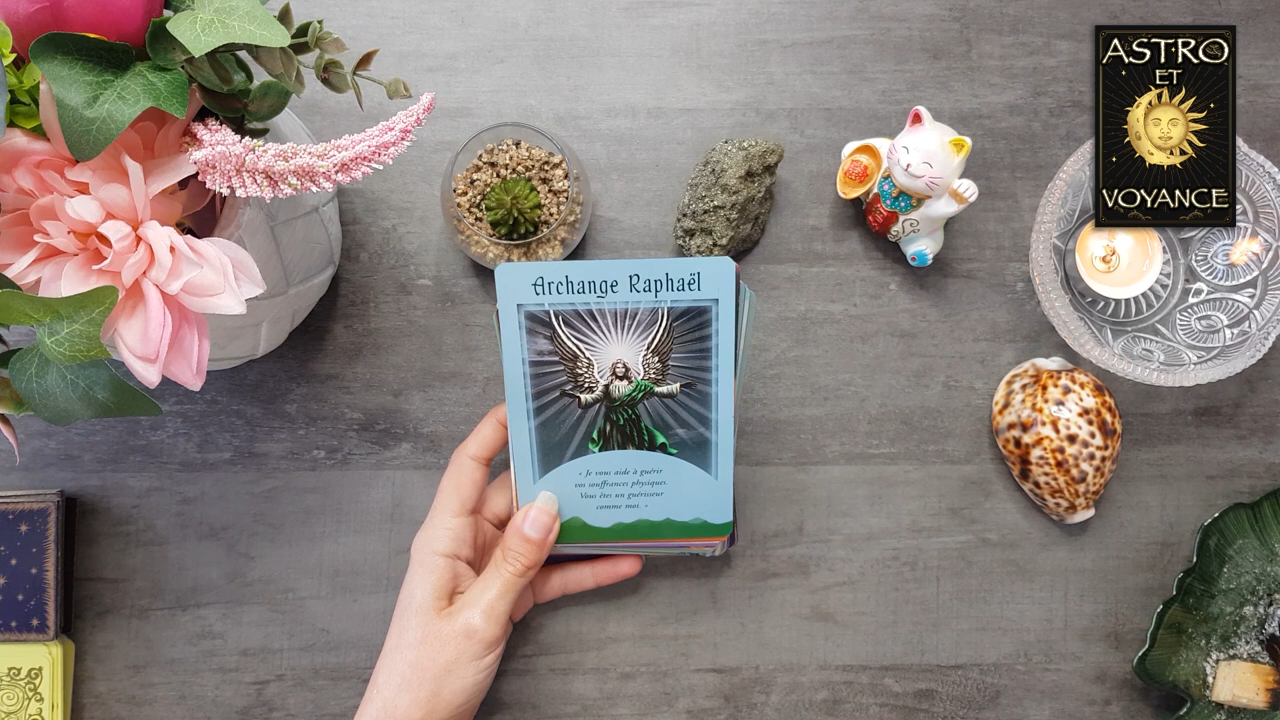 ASTRO
ET
VOYANCE
Archange Raphaël
« Je vous aide à guérir
vos souffrances physiques.
Vous êtes un guérisseur
comme moi. »